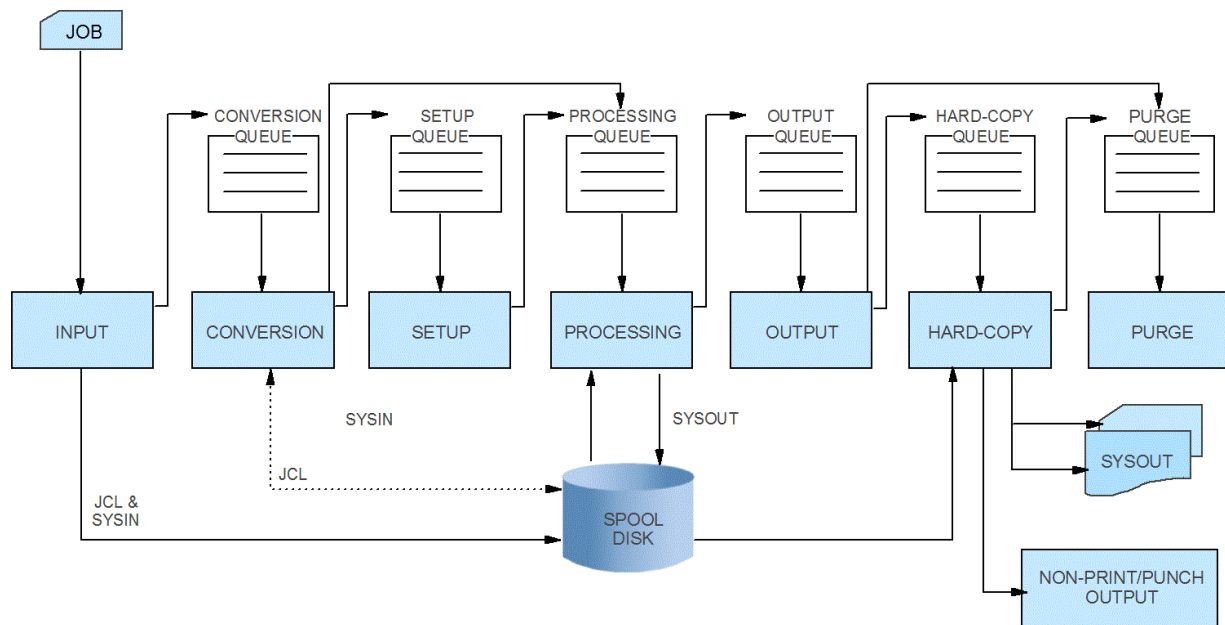 JOB
CONVERSION
QUEUE
SETUP
QUEUE
PROCESSING
QUEUE
OUTPUT
QUEUE
HARD-COPY
QUEUE
PURGE
QUEUE
INPUT
CONVERSION
SETUP
PROCESSING
OUTPUT
HARD-COPY
PURGE
SYSIN
SYSOUT
JCL
JCL &
SYSIN
SPOOL
DISK
SYSOUT
NON-PRINT/PUNCH
OUTPUT